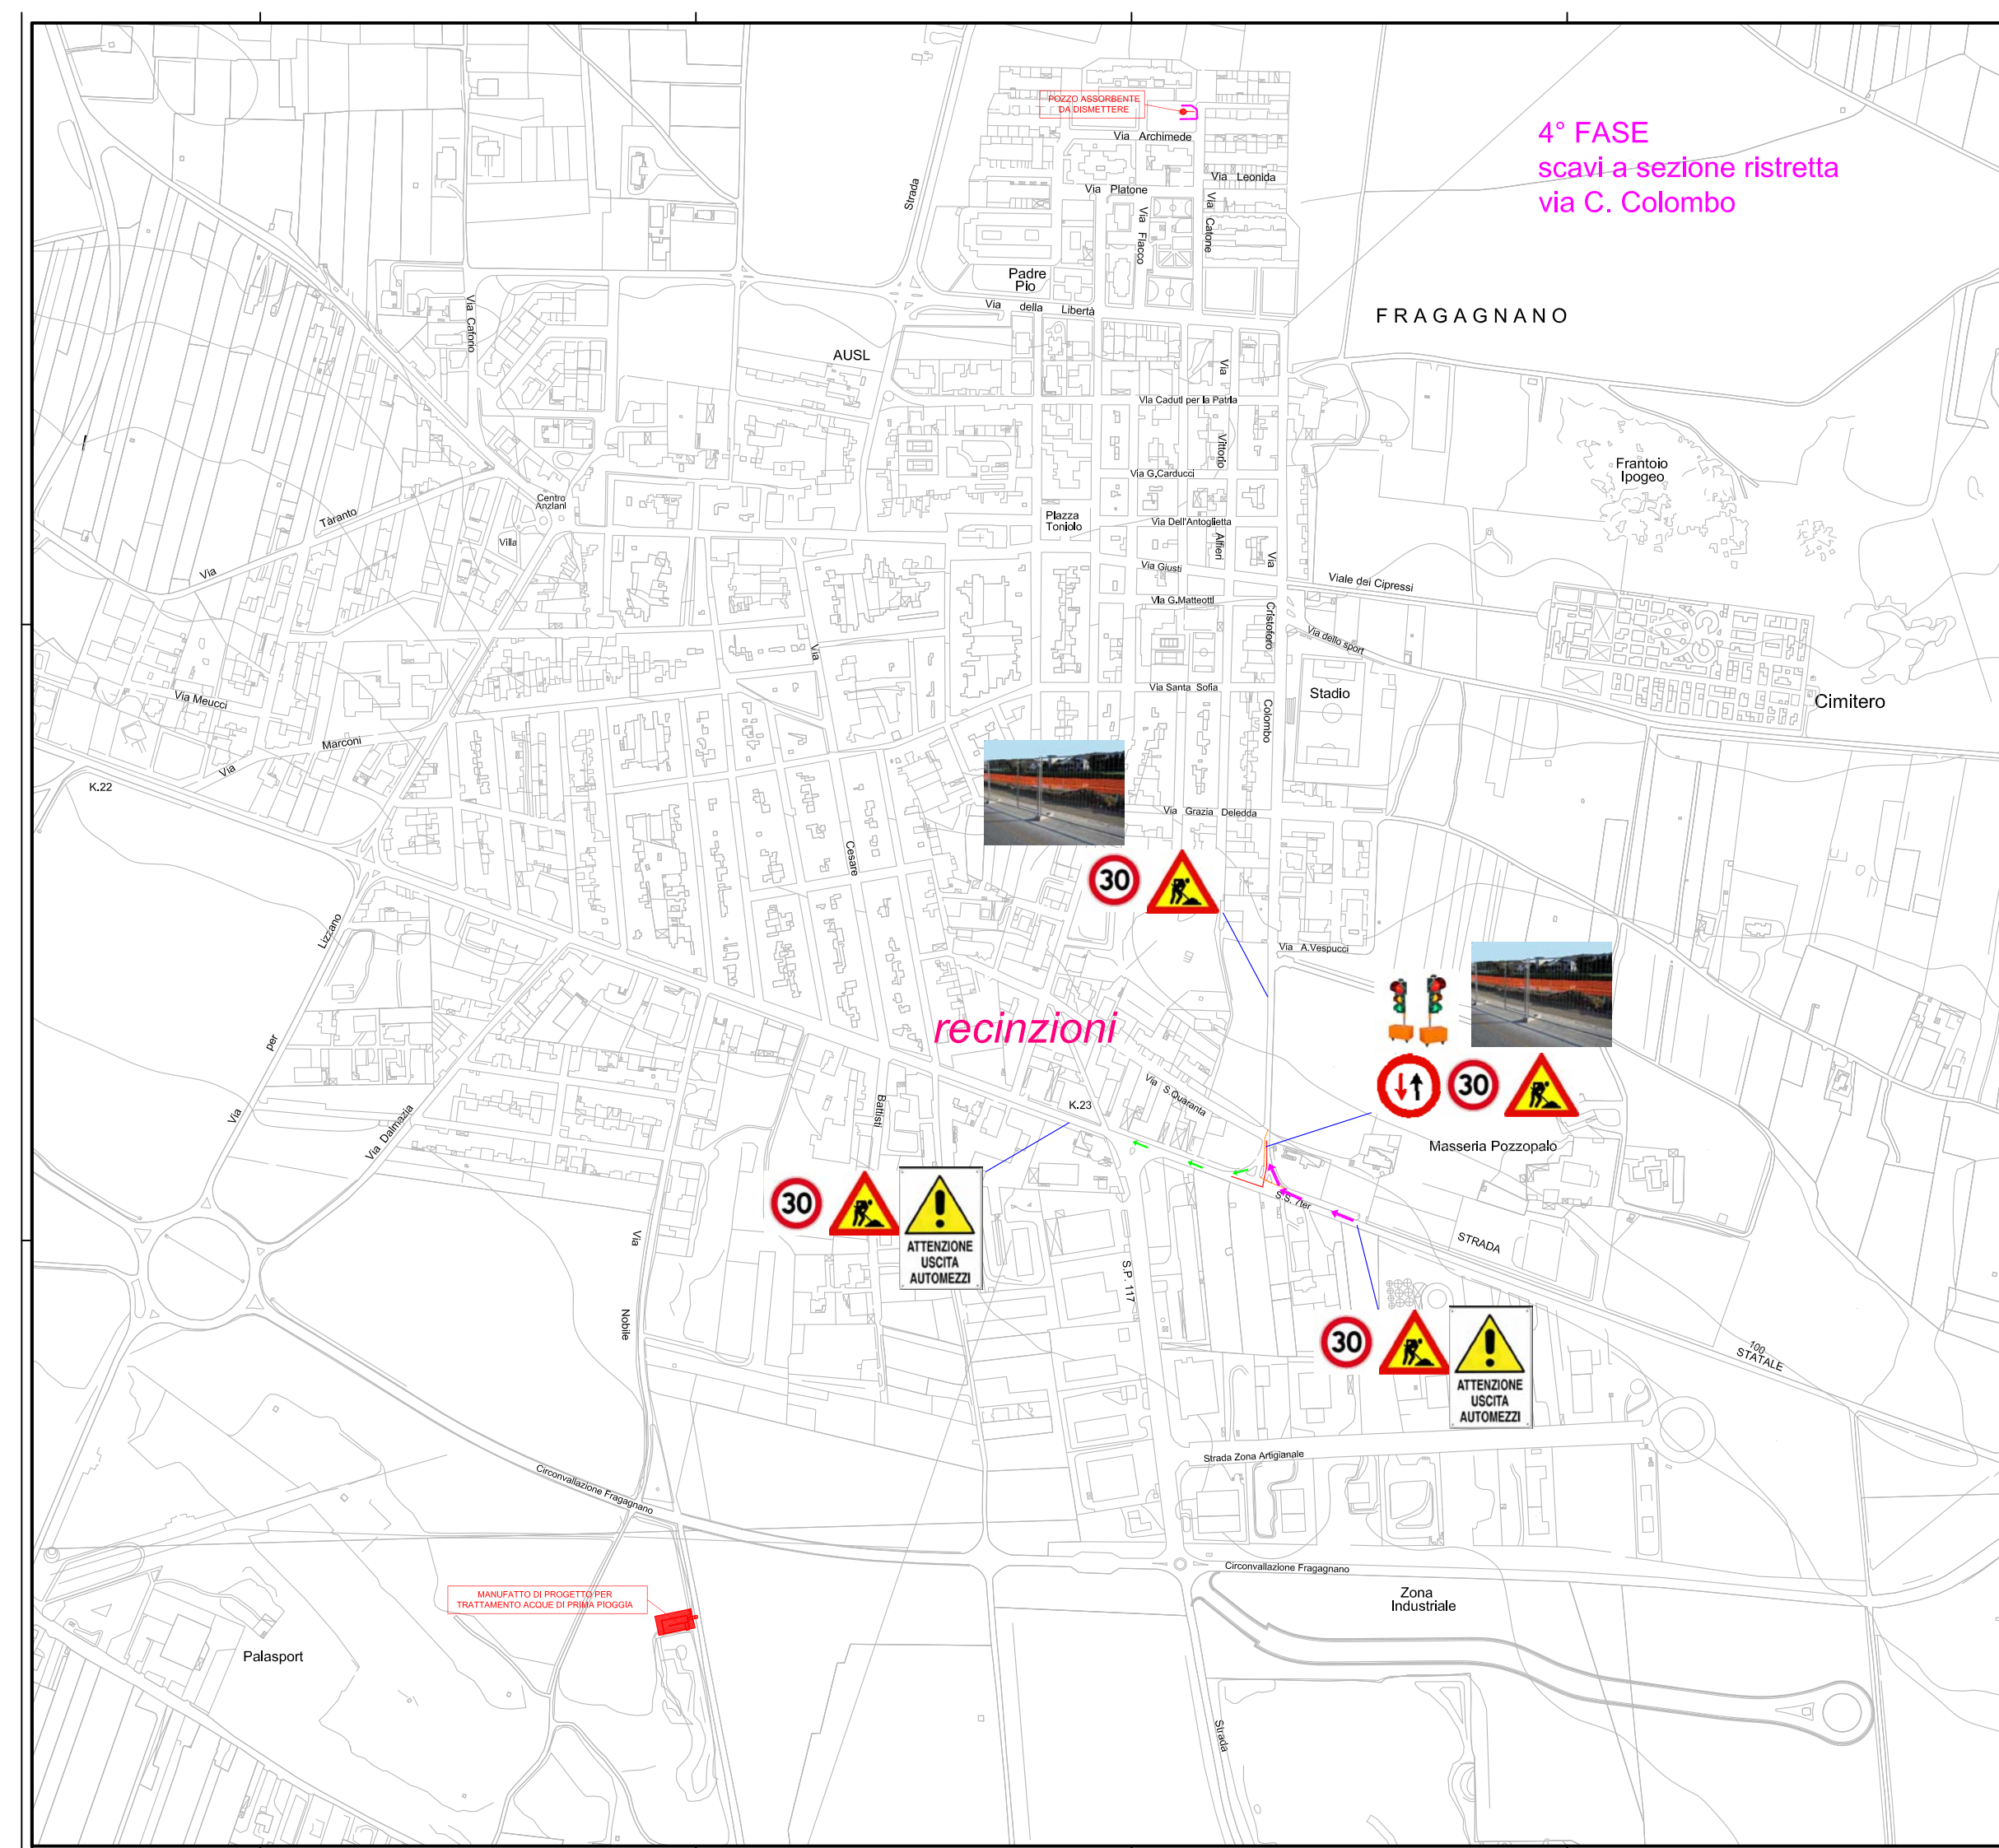 POZZO ASSORBENTE
DA DISMETTERE
4° FASE
scavi a sezione ristretta
via C. Colombo
Via Archimede
Via Leonida
Via Platone
Via Flacco
Via Catone
Strada
Padre
Pio
Via della Libertà
FRAGAGNANO
Via Caforio
AUSL
Via Caduti per la Patria
Via Vittorio Alfieri
Via G.Carducci
Frantoio
Ipogeo
Centro
Anziani
Villa
Via Taranto
Piazza
Toniolo
Via Dell'Antoglietta
Via Giusti
Via G.Matteotti
Viale dei Cipressi
Via Cristoforo Colombo
Via dello sport
Via Santa Sofia
Stadio
Cimitero
Via Meucci
Via Marconi
K.22
Via Cesare Battisti
Via Grazia Deledda
30
Via per Lizzano
Via A.Vespucci
recinzioni
30
K.23
Via S.Quaranta
Via Dalmazia
Masseria Pozzopalo
30
ATTENZIONE
USCITA
AUTOMEZZI
S.S. 7ter
STRADA
STATALE
100
Via Nobile
S.P. 117
30
ATTENZIONE
USCITA
AUTOMEZZI
Strada Zona Artigianale
Circonvallazione Fragagnano
Circonvallazione Fragagnano
Zona
Industriale
MANUFATTO DI PROGETTO PER
TRATTAMENTO ACQUE DI PRIMA PIOGGIA
Palasport
Strada